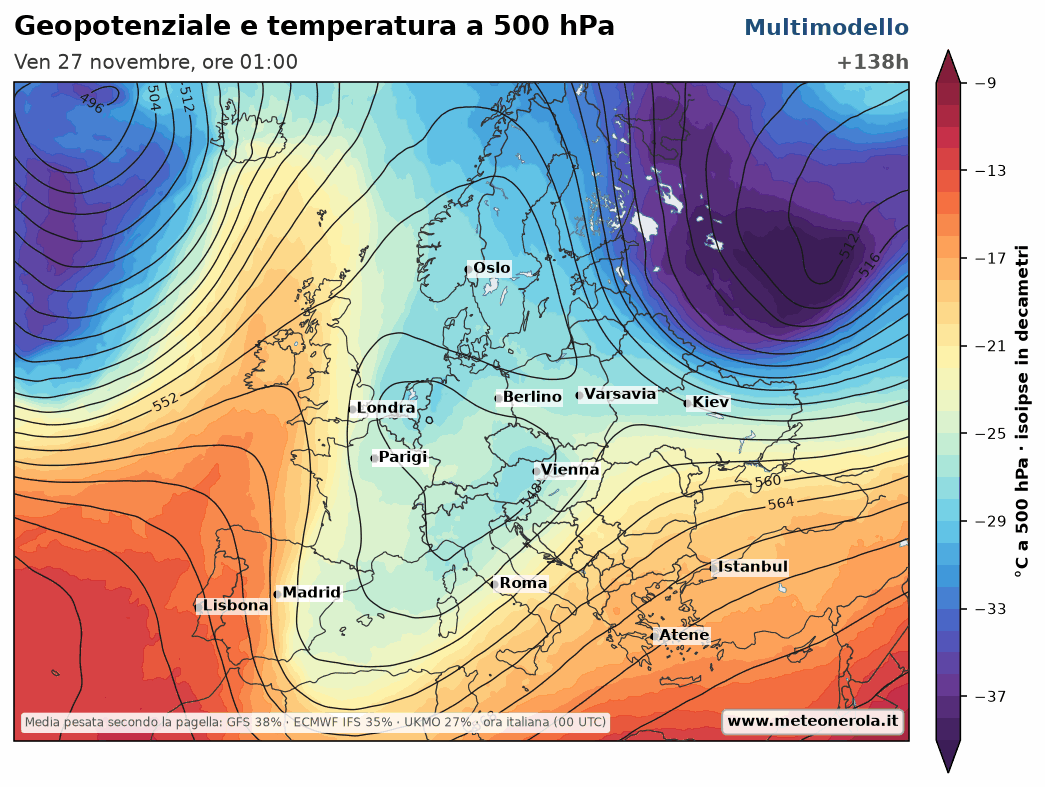 Geopotenziale e temperatura a 500 hPa
Multimodello
Ven 27 novembre, ore 01:00
+138h
496
504
512
552
512
516
560
564
548
Oslo
Londra
Berlino
Varsavia
Kiev
Parigi
Vienna
Istanbul
Roma
Madrid
Lisbona
Atene
Media pesata secondo la pagella: GFS 38% · ECMWF IFS 35% · UKMO 27% · ora italiana (00 UTC)
www.meteonerola.it
−9
−13
−17
−21
−25
−29
−33
−37
°C a 500 hPa · isoipse in decametri